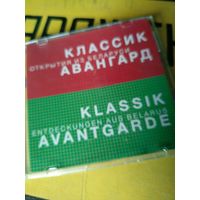 КЛАССИК
ОТКРЫТИЯ ИЗ БЕЛАРУСИ
АВАНГАРД
KLASSIK
ENTDECKUNGEN AUS BELARUS
AVANTGARDE